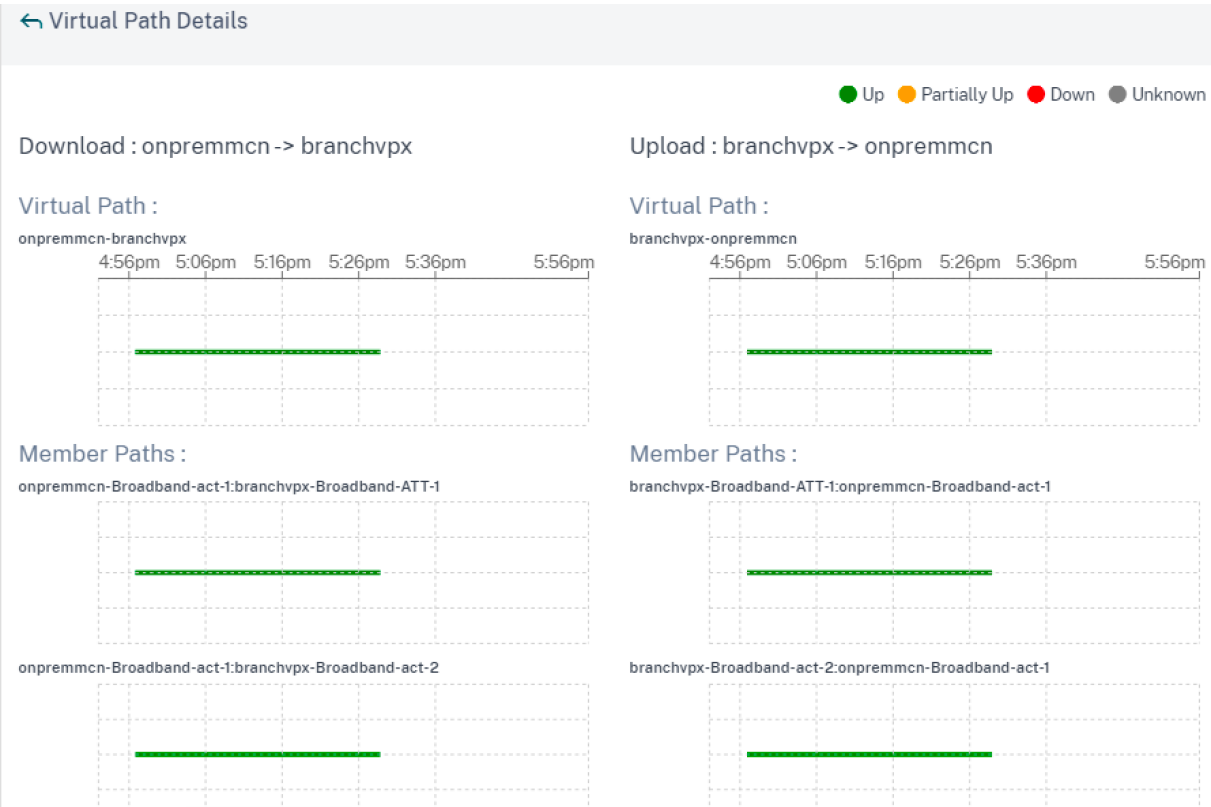 Virtual Path Details
Up Partially Up Down Unknown
Download : onpremmcn -> branchvpx
Upload : branchvpx -> onpremmcn
Virtual Path :
Virtual Path :
onpremmcn-branchvpx
branchvpx-onpremmcn
4:56pm 5:06pm 5:16pm 5:26pm 5:36pm 5:56pm
4:56pm 5:06pm 5:16pm 5:26pm 5:36pm 5:56pm
Member Paths :
Member Paths :
onpremmcn-Broadband-act-1:branchvpx-Broadband-ATT-1
branchvpx-Broadband-ATT-1:onpremmcn-Broadband-act-1
onpremmcn-Broadband-act-1:branchvpx-Broadband-act-2
branchvpx-Broadband-act-2:onpremmcn-Broadband-act-1